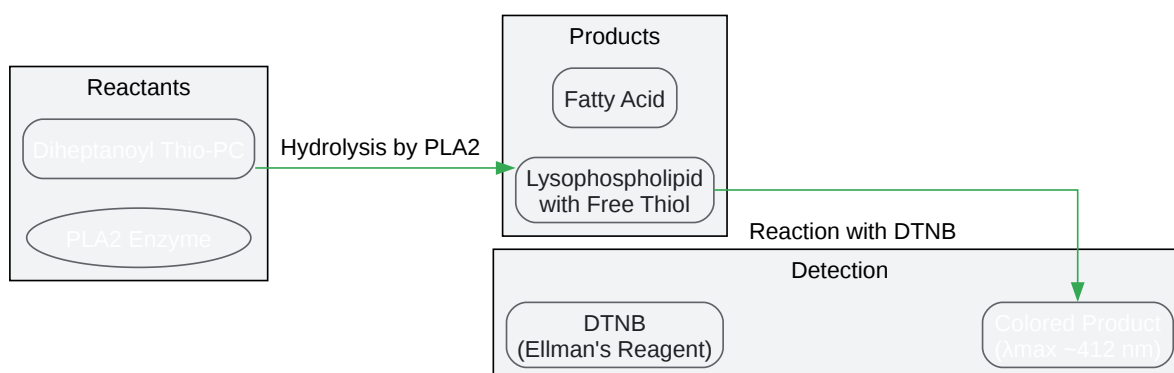 Reactants
Diheptanoyl Thio-PC
PLA2 Enzyme
Hydrolysis by PLA2
Products
Fatty Acid
Lysophospholipid
with Free Thiol
Reaction with DTNB
Detection
DTNB
(Ellman's Reagent)
Colored Product
(λmax ~412 nm)